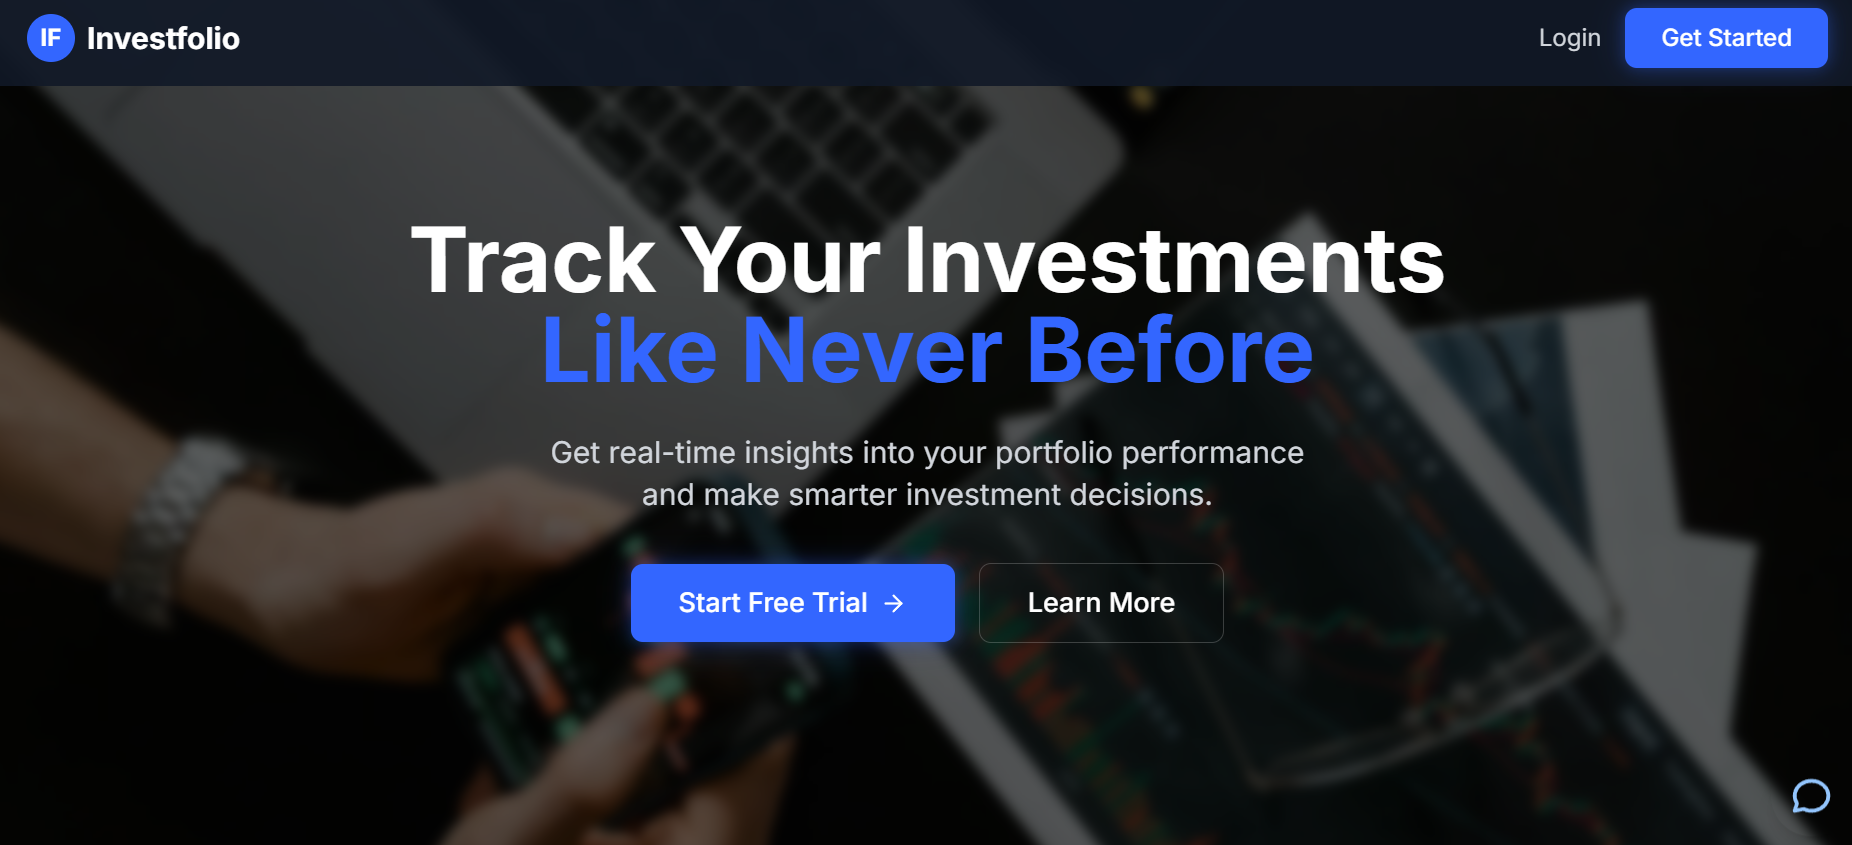 IF Investfolio
Login
Get Started
Track Your Investments
Like Never Before
Get real-time insights into your portfolio performance
and make smarter investment decisions.
Start Free Trial →
Learn More